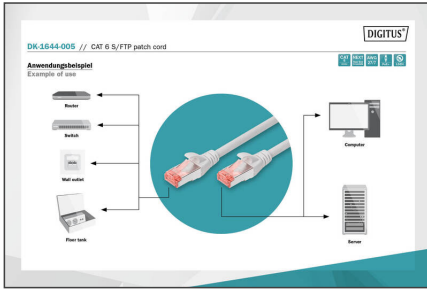 DIGITUS®
DK-1644-005 // CAT 6 S/FTP patch cord
Anwendungsbeispiel
Example of use
Router
Switch
Wall outlet
Floor tank
Computer
Server